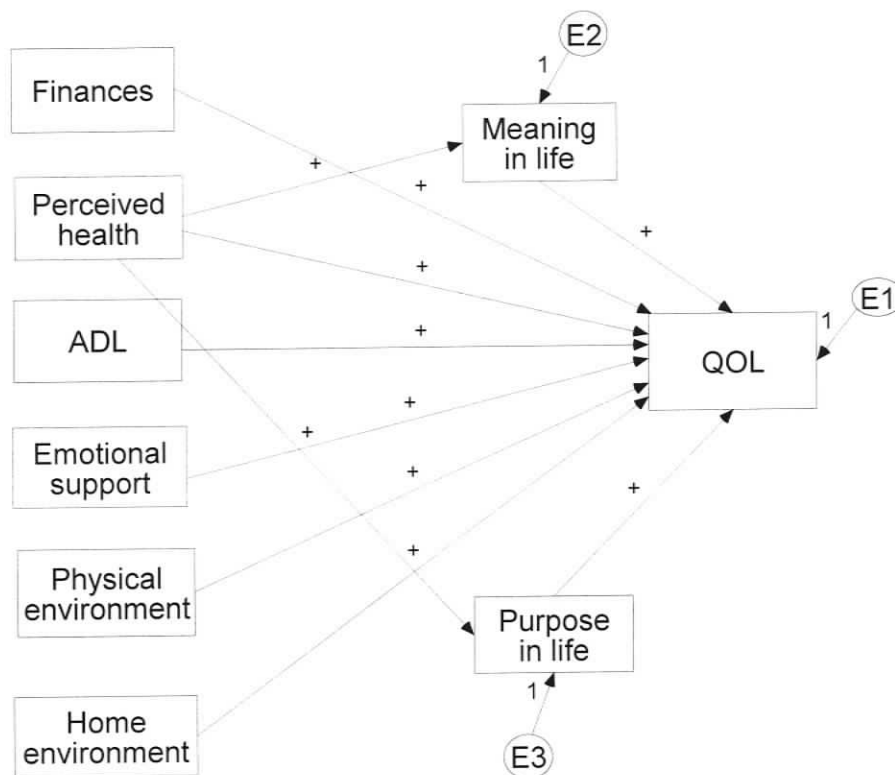 E2
1
Finances
Meaning
in life
+
+
Perceived
health
+
+
E1
ADL
+
1
QOL
+
+
Emotional
support
+
+
Physical
environment
+
Purpose
in life
1
Home
environment
E3